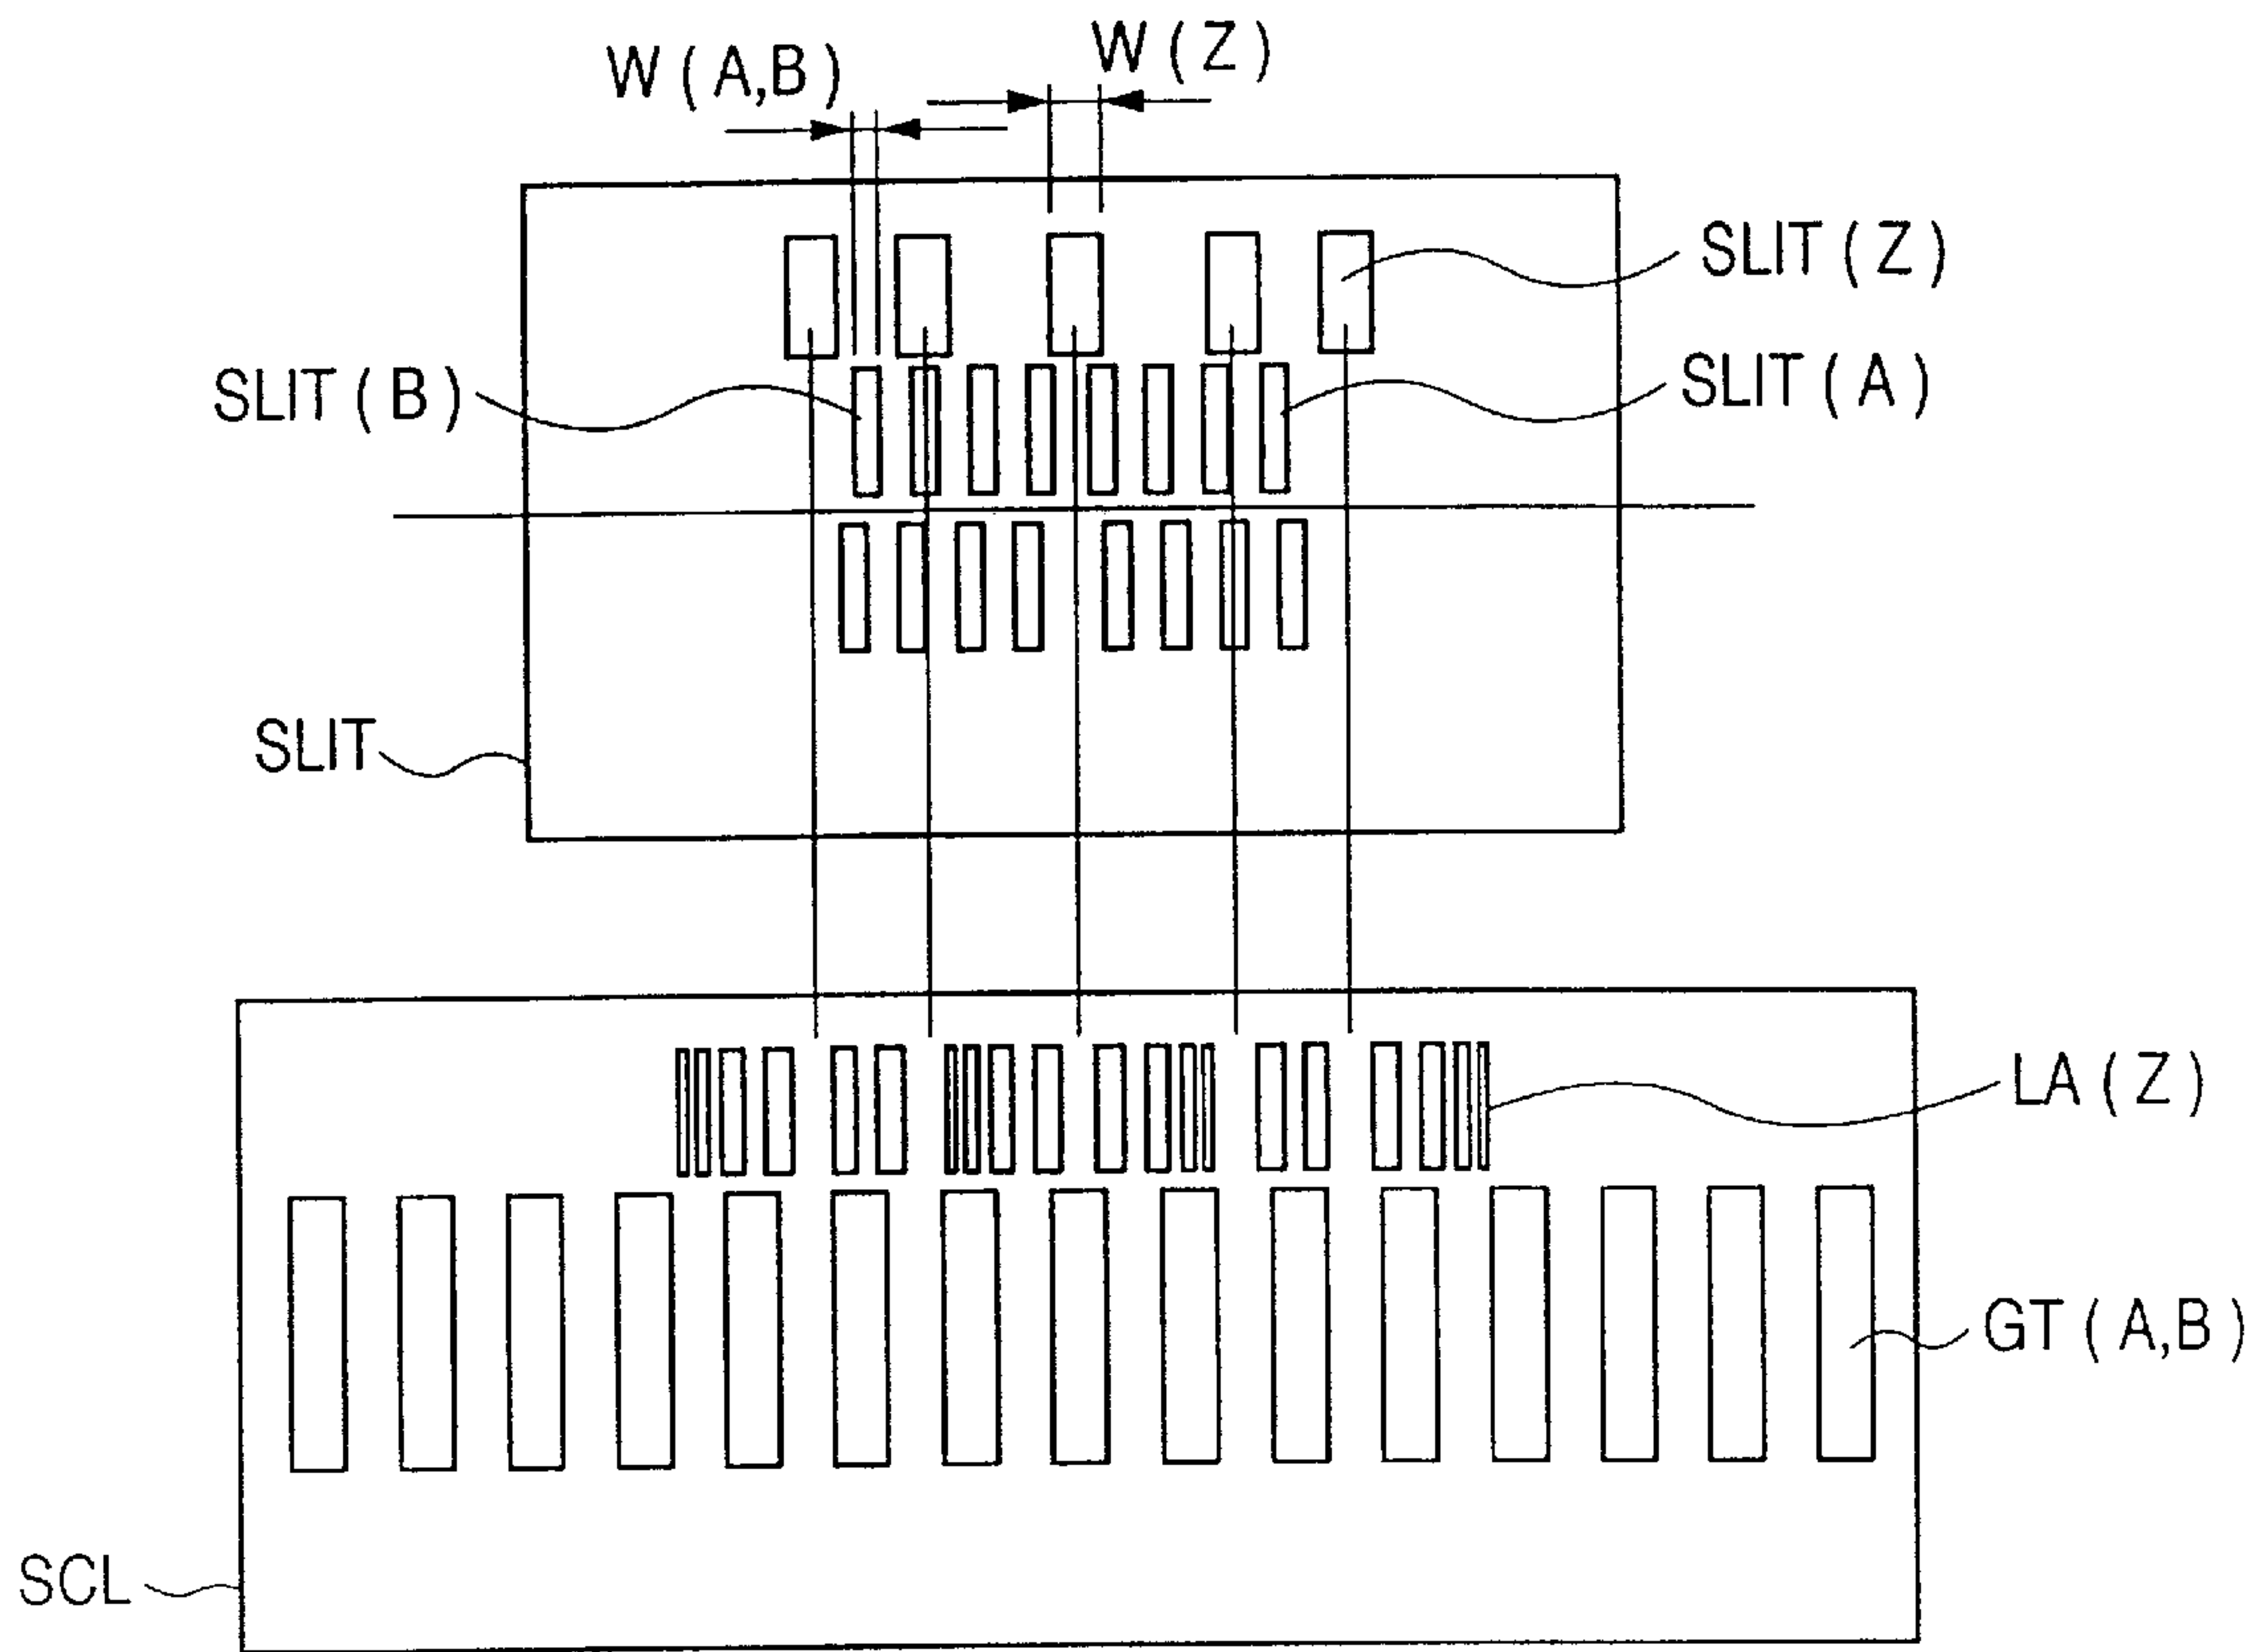 W(A,B)
W(Z)
SLIT(Z)
SLIT(B)
SLIT(A)
SLIT
LA(Z)
GT(A,B)
SCL